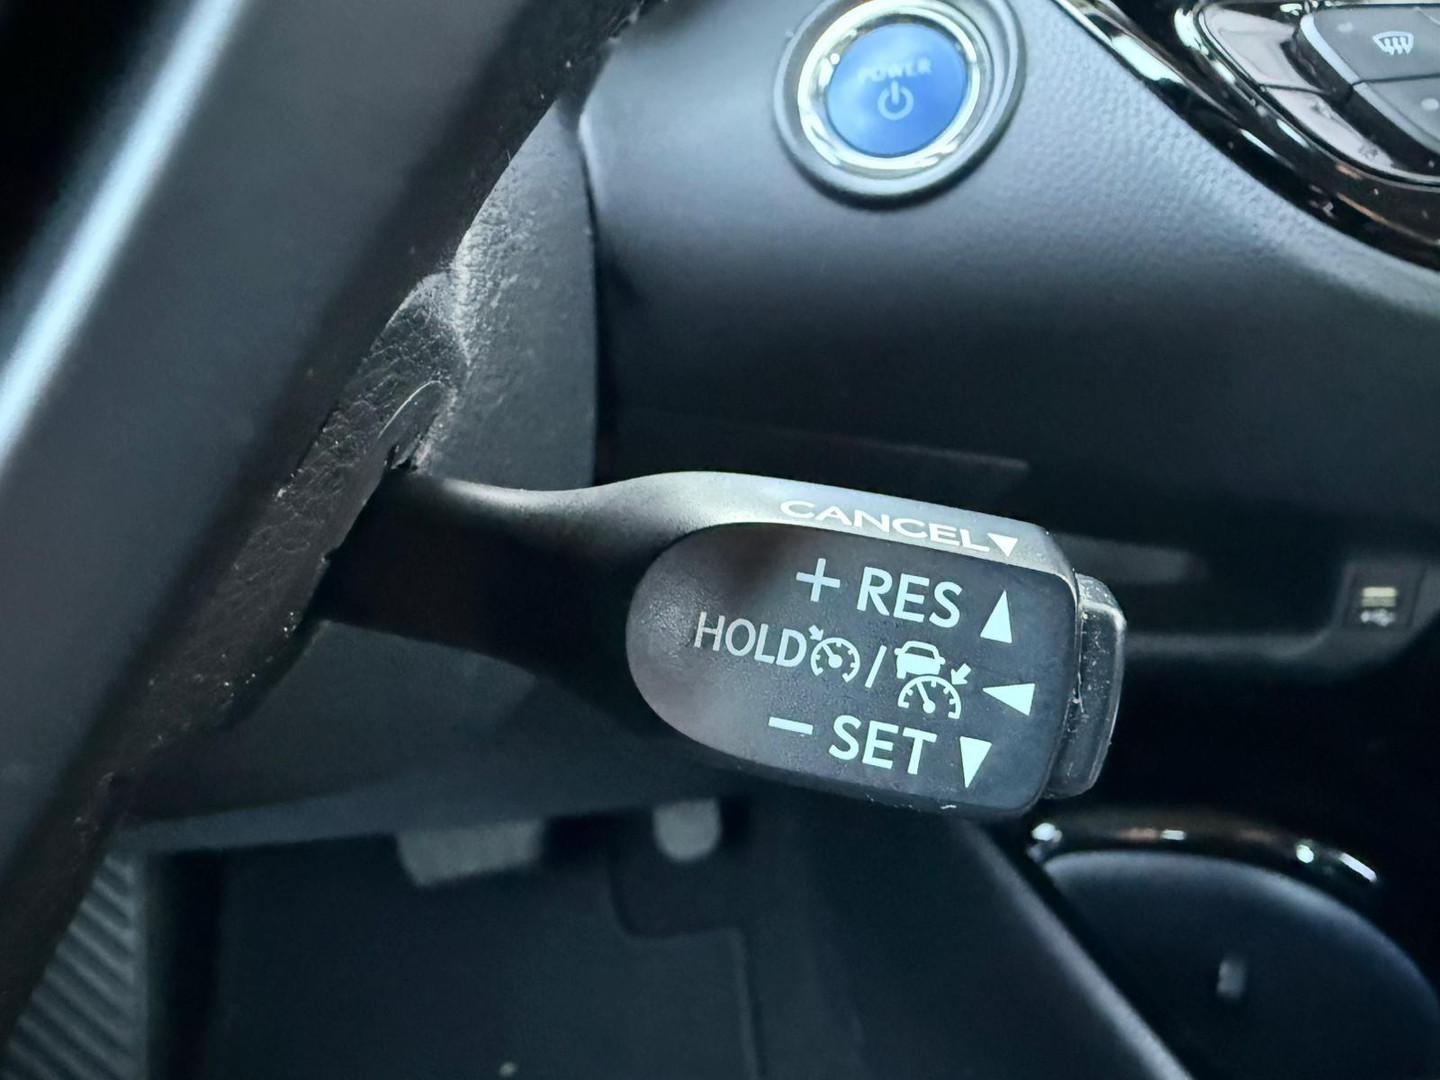 POWER
CANCEL
+ RES
HOLD /
− SET